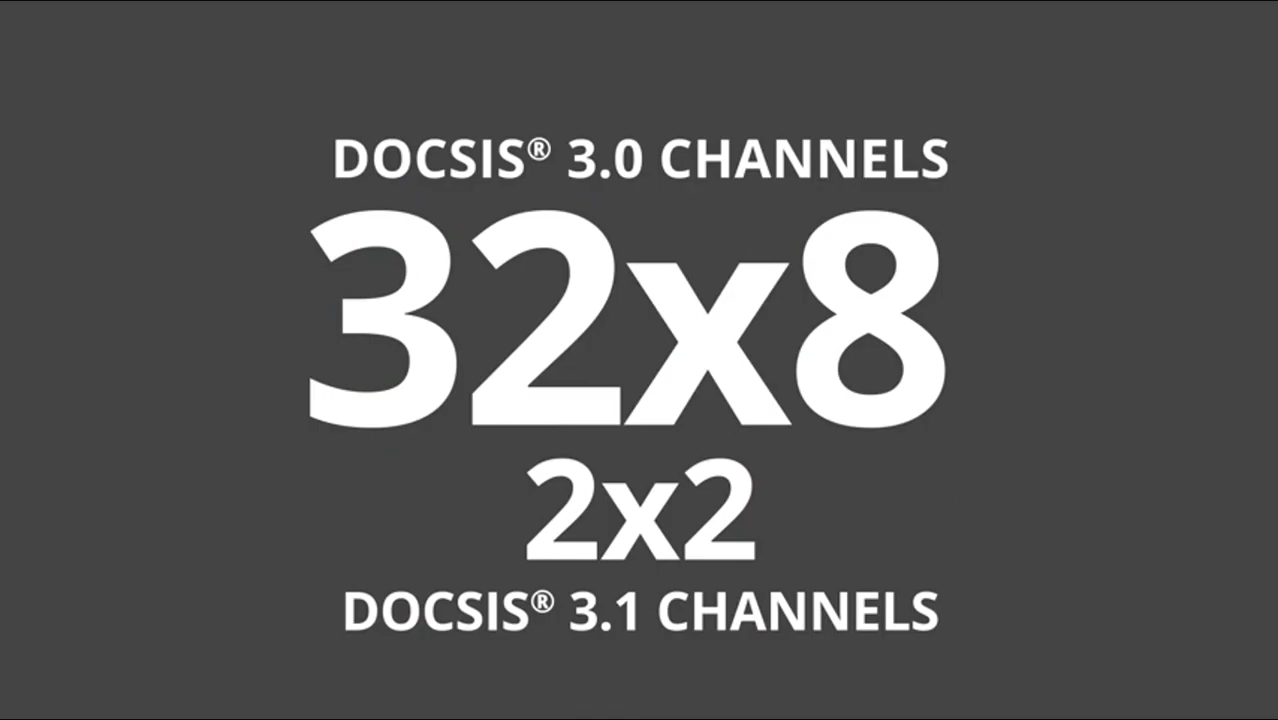 DOCSIS® 3.0 CHANNELS
32x8
2x2
DOCSIS® 3.1 CHANNELS